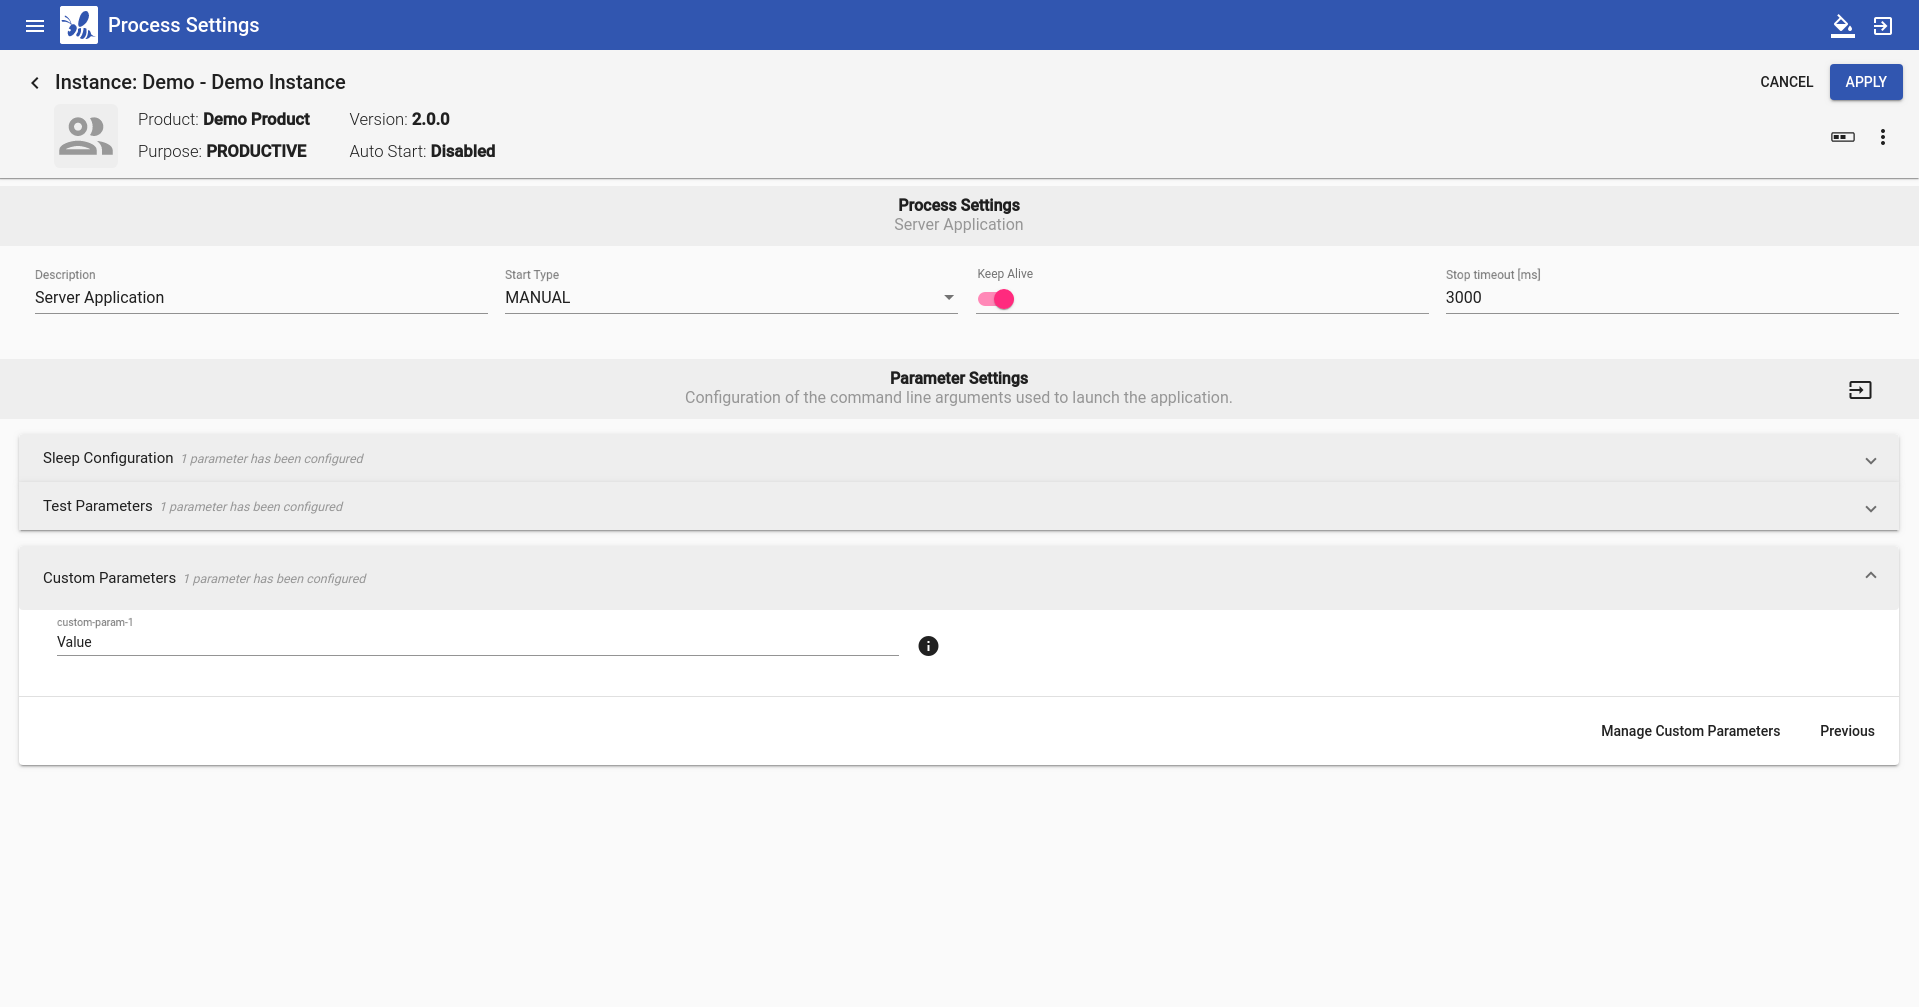 Process Settings
Instance: Demo - Demo Instance
CANCEL
APPLY
Product: Demo Product
Version: 2.0.0
Purpose: PRODUCTIVE
Auto Start: Disabled
Process Settings
Server Application
Description
Start Type
Keep Alive
Stop timeout [ms]
Server Application
MANUAL
3000
Parameter Settings
Configuration of the command line arguments used to launch the application.
Sleep Configuration 1 parameter has been configured
Test Parameters 1 parameter has been configured
Custom Parameters 1 parameter has been configured
custom-param-1
Value
Manage Custom Parameters
Previous